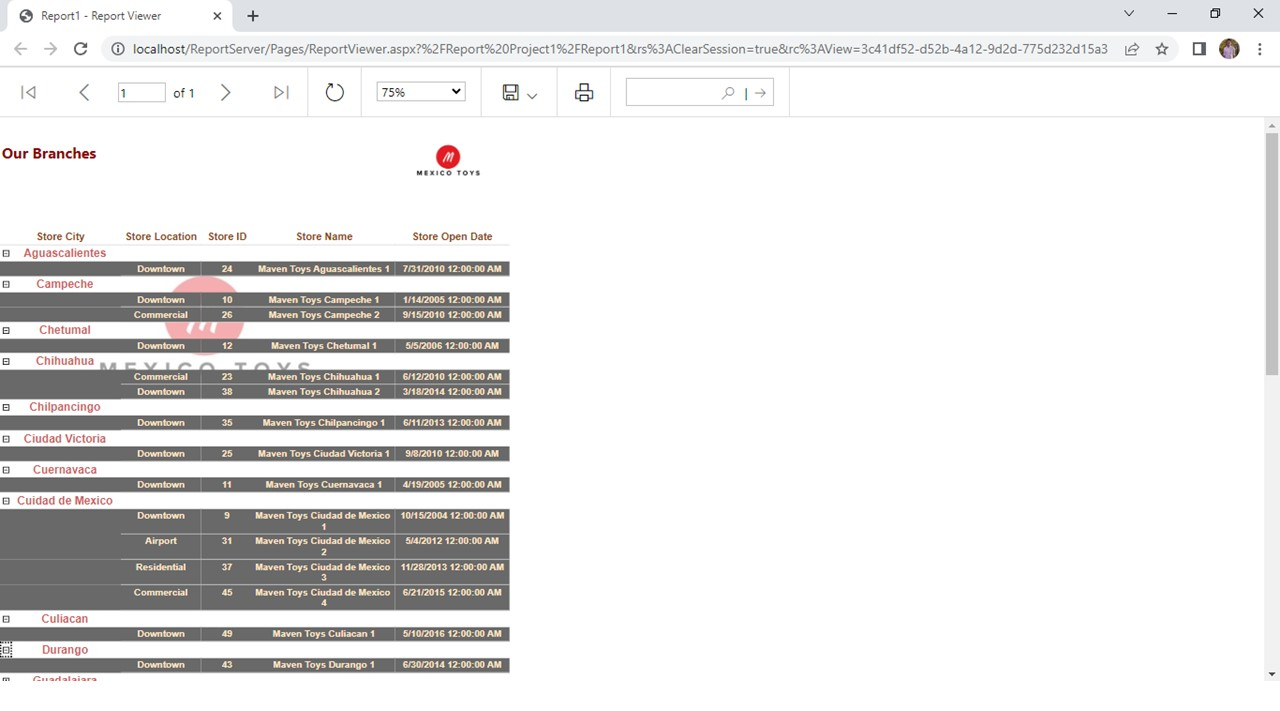 Report1 - Report Viewer
localhost/ReportServer/Pages/ReportViewer.aspx?%2FReport%20Project1%2FReport1&rs%3AClearSession=true&rc%3AView=3c41df52-d52b-4a12-9d2d-775d232d15a3
1 of 1 75%
Our Branches
MEXICO TOYS
Store City Store Location Store ID Store Name Store Open Date
Aguascalientes
Downtown 24 Maven Toys Aguascalientes 1 7/31/2010 12:00:00 AM
Campeche
Downtown 10 Maven Toys Campeche 1 1/14/2005 12:00:00 AM
Commercial 26 Maven Toys Campeche 2 9/15/2010 12:00:00 AM
Chetumal
Downtown 12 Maven Toys Chetumal 1 5/5/2006 12:00:00 AM
Chihuahua
MEXICO TOYS
Commercial 23 Maven Toys Chihuahua 1 6/12/2010 12:00:00 AM
Downtown 38 Maven Toys Chihuahua 2 3/18/2014 12:00:00 AM
Chilpancingo
Downtown 35 Maven Toys Chilpancingo 1 6/11/2013 12:00:00 AM
Ciudad Victoria
Downtown 25 Maven Toys Ciudad Victoria 1 9/8/2010 12:00:00 AM
Cuernavaca
Downtown 11 Maven Toys Cuernavaca 1 4/19/2005 12:00:00 AM
Cuidad de Mexico
Downtown 9 Maven Toys Ciudad de Mexico 10/15/2004 12:00:00 AM
1
Airport 31 Maven Toys Ciudad de Mexico 5/4/2012 12:00:00 AM
2
Residential 37 Maven Toys Ciudad de Mexico 11/28/2013 12:00:00 AM
3
Commercial 45 Maven Toys Ciudad de Mexico 6/21/2015 12:00:00 AM
4
Culiacan
Downtown 49 Maven Toys Culiacan 1 5/10/2016 12:00:00 AM
Durango
Downtown 43 Maven Toys Durango 1 6/30/2014 12:00:00 AM
Guadalajara